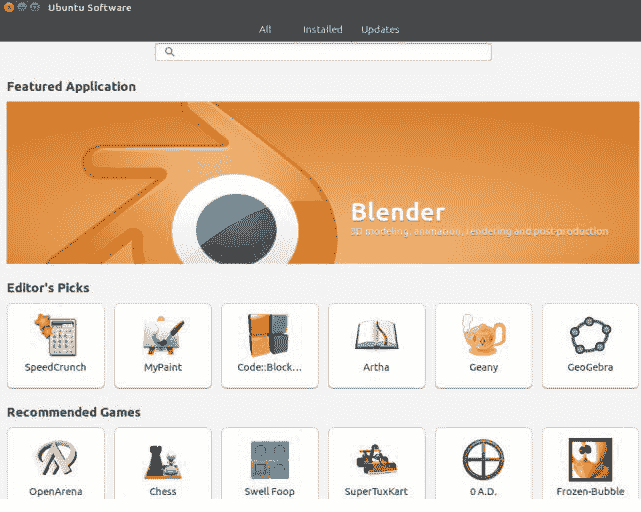 Ubuntu Software
All Installed Updates
Featured Application
Blender
3D modeling, animation, rendering and post-production
Editor's Picks
SpeedCrunch MyPaint Code::Block... Artha Geany GeoGebra
Recommended Games
OpenArena Chess Swell Foop SuperTuxKart 0 A.D. Frozen-Bubble